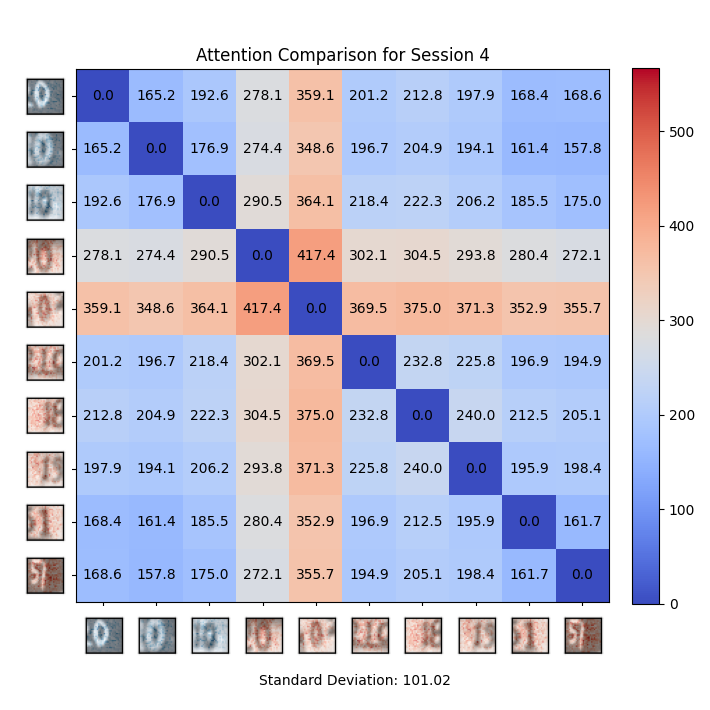 Attention Comparison for Session 4
0.0 165.2 192.6 278.1 359.1 201.2 212.8 197.9 168.4 168.6
165.2 0.0 176.9 274.4 348.6 196.7 204.9 194.1 161.4 157.8
192.6 176.9 0.0 290.5 364.1 218.4 222.3 206.2 185.5 175.0
278.1 274.4 290.5 0.0 417.4 302.1 304.5 293.8 280.4 272.1
359.1 348.6 364.1 417.4 0.0 369.5 375.0 371.3 352.9 355.7
201.2 196.7 218.4 302.1 369.5 0.0 232.8 225.8 196.9 194.9
212.8 204.9 222.3 304.5 375.0 232.8 0.0 240.0 212.5 205.1
197.9 194.1 206.2 293.8 371.3 225.8 240.0 0.0 195.9 198.4
168.4 161.4 185.5 280.4 352.9 196.9 212.5 195.9 0.0 161.7
168.6 157.8 175.0 272.1 355.7 194.9 205.1 198.4 161.7 0.0
500
400
300
200
100
0
Standard Deviation: 101.02